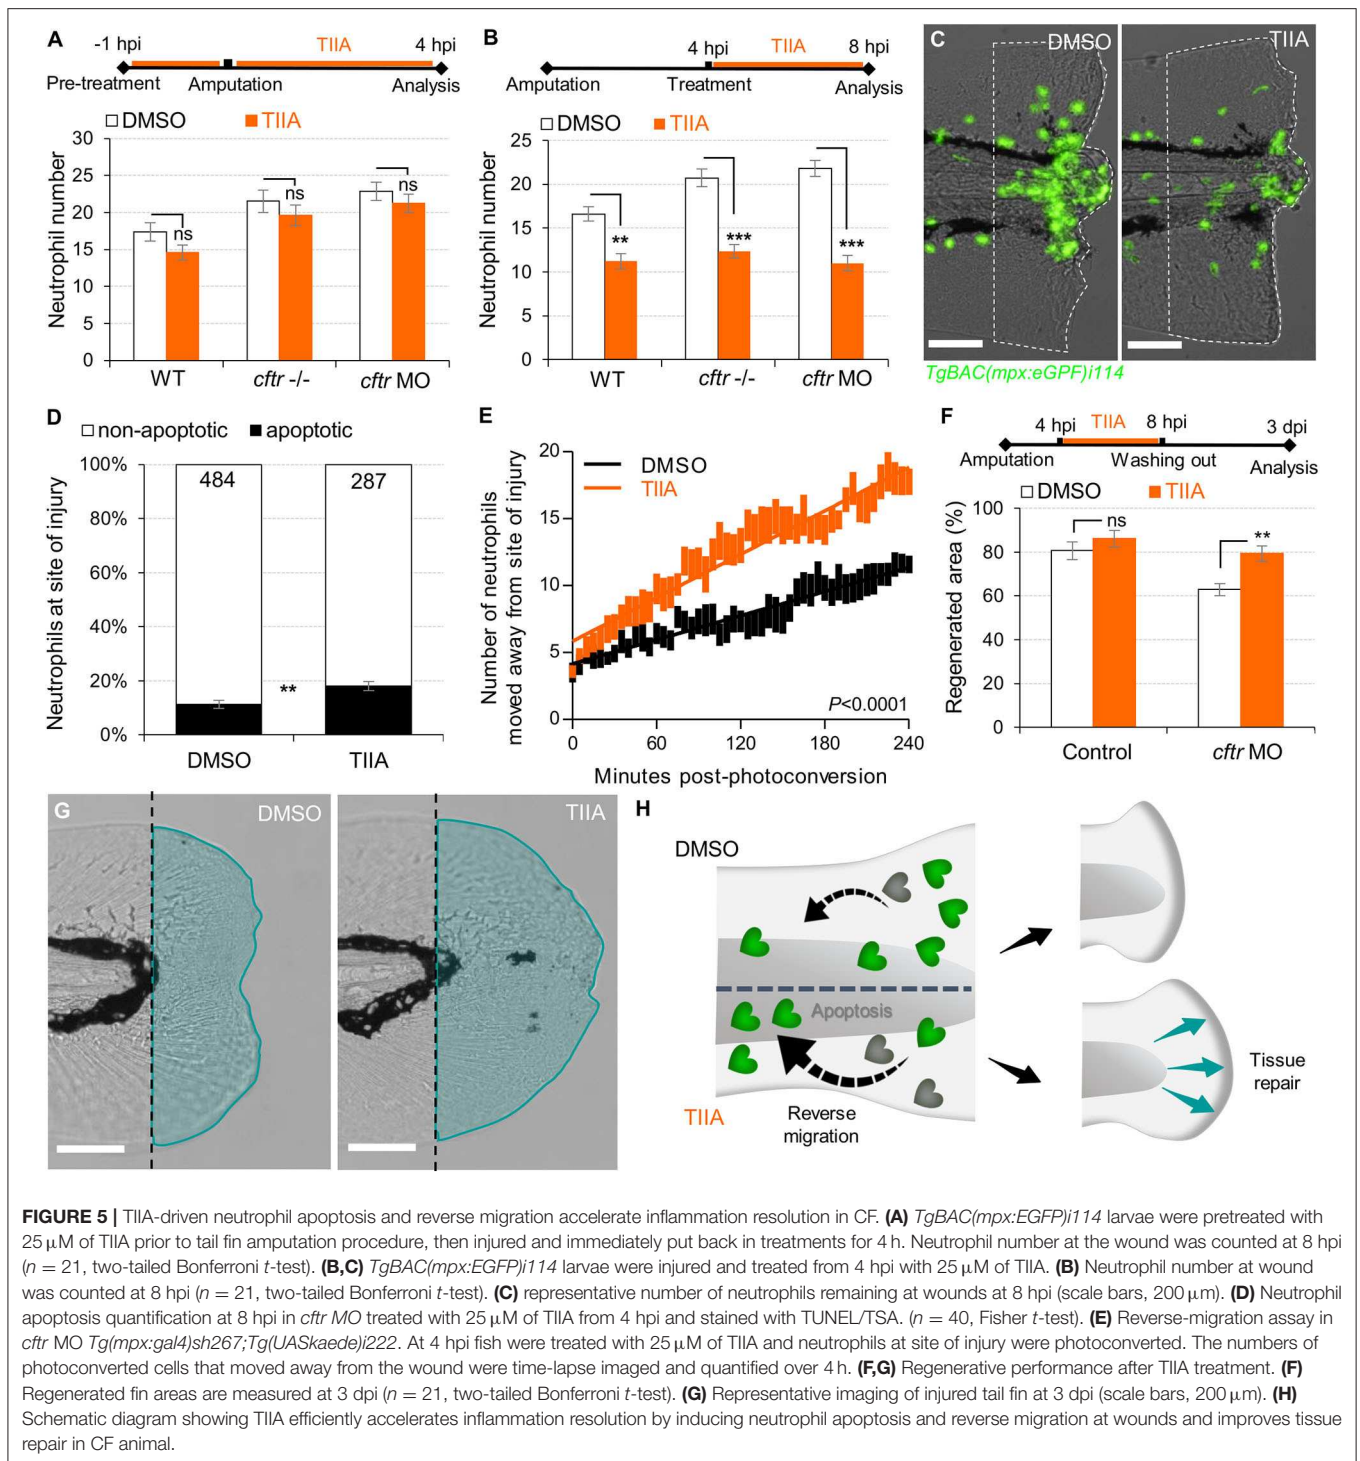 A
-1 hpi
TIIA
4 hpi
Pre-treatment
Amputation
Analysis
DMSO
TIIA
Neutrophil number
30
25
20
15
10
5
0
ns
ns
ns
WT
cftr -/-
cftr MO
B
4 hpi
TIIA
8 hpi
Amputation
Treatment
Analysis
DMSO
TIIA
Neutrophil number
25
20
15
10
5
0
**
***
***
WT
cftr -/-
cftr MO
C
DMSO
TIIA
TgBAC(mpx:eGPF)i114
D
non-apoptotic
apoptotic
Neutrophils at site of injury
100%
80%
60%
40%
20%
0%
484
287
**
DMSO
TIIA
E
Number of neutrophils
moved away from site of injury
20
15
10
5
0
DMSO
TIIA
P<0.0001
0
60
120
180
240
Minutes post-photoconversion
F
4 hpi
TIIA
8 hpi
3 dpi
Amputation
Washing out
Analysis
DMSO
TIIA
Regenerated area (%)
100
80
60
40
20
0
ns
**
Control
cftr MO
G
DMSO
TIIA
H
DMSO
Apoptosis
TIIA
Reverse
migration
Tissue
repair
FIGURE 5 | TIIA-driven neutrophil apoptosis and reverse migration accelerate inflammation resolution in CF. (A) TgBAC(mpx:EGFP)i114 larvae were pretreated with
25 μM of TIIA prior to tail fin amputation procedure, then injured and immediately put back in treatments for 4 h. Neutrophil number at the wound was counted at 8 hpi
(n = 21, two-tailed Bonferroni t-test). (B,C) TgBAC(mpx:EGFP)i114 larvae were injured and treated from 4 hpi with 25 μM of TIIA. (B) Neutrophil number at wound
was counted at 8 hpi (n = 21, two-tailed Bonferroni t-test). (C) representative number of neutrophils remaining at wounds at 8 hpi (scale bars, 200 μm). (D) Neutrophil
apoptosis quantification at 8 hpi in cftr MO treated with 25 μM of TIIA from 4 hpi and stained with TUNEL/TSA. (n = 40, Fisher t-test). (E) Reverse-migration assay in
cftr MO Tg(mpx:gal4)sh267;Tg(UASkaede)i222. At 4 hpi fish were treated with 25 μM of TIIA and neutrophils at site of injury were photoconverted. The numbers of
photoconverted cells that moved away from the wound were time-lapse imaged and quantified over 4 h. (F,G) Regenerative performance after TIIA treatment. (F)
Regenerated fin areas are measured at 3 dpi (n = 21, two-tailed Bonferroni t-test). (G) Representative imaging of injured tail fin at 3 dpi (scale bars, 200 μm). (H)
Schematic diagram showing TIIA efficiently accelerates inflammation resolution by inducing neutrophil apoptosis and reverse migration at wounds and improves tissue
repair in CF animal.